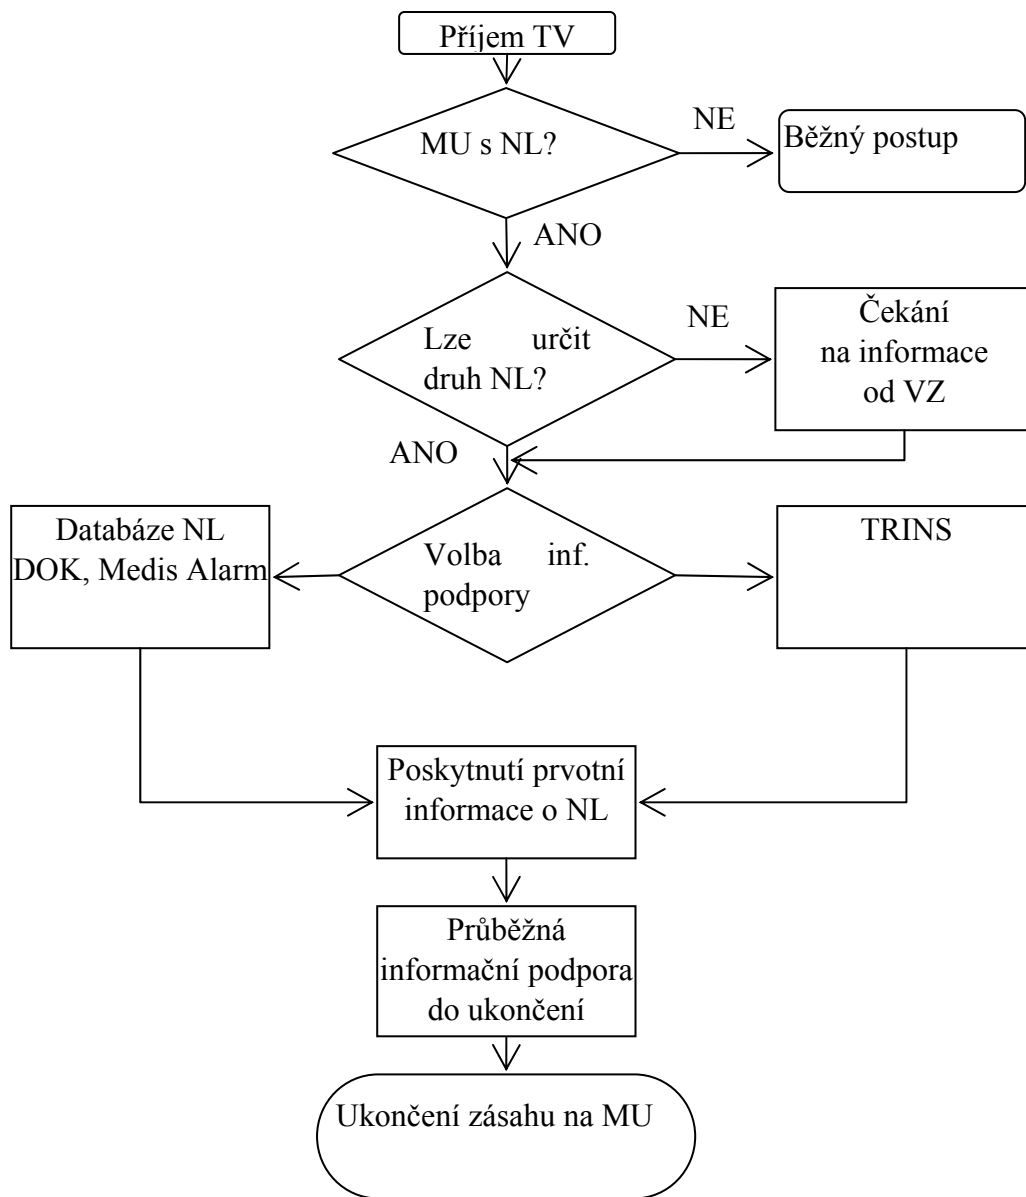 Příjem TV
MU s NL?
NE
Běžný postup
ANO
Lze určit
druh NL?
NE
Čekání
na informace
od VZ
ANO
Databáze NL
DOK, Medis Alarm
Volba inf.
podpory
TRINS
Poskytnutí prvotní
informace o NL
Průběžná
informační podpora
do ukončení
Ukončení zásahu na MU